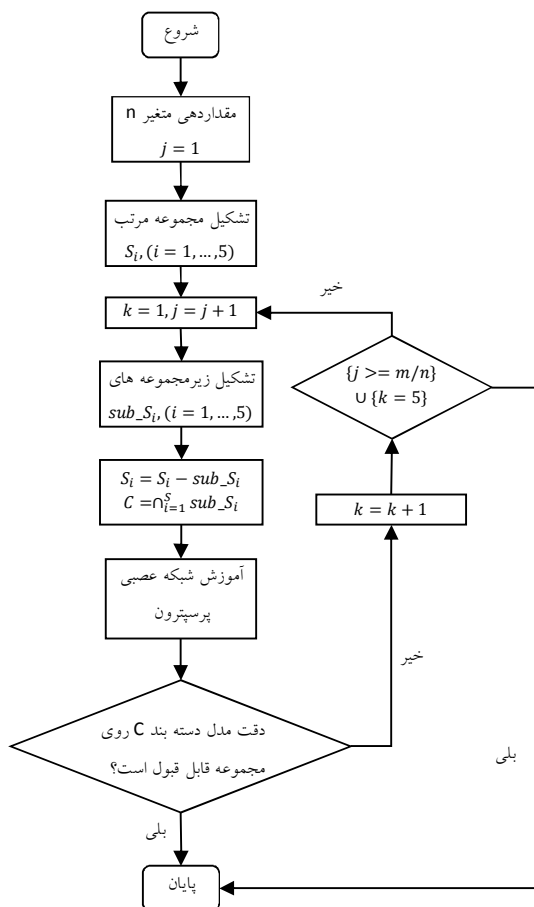 شروع
مقداردهی متغیر n
j = 1
تشکیل مجموعه مرتب
S_i, (i = 1, … ,5)
خیر
k = 1, j = j + 1
تشکیل زیرمجموعه های
sub_S_i, (i = 1, … ,5)
{j >= m/n}
∪ {k = 5}
S_i = S_i − sub_S_i
C =∩_{i=1}^{S} sub_S_i
k = k + 1
آموزش شبکه عصبی
پرسپترون
خیر
دقت مدل دسته بند C روی
مجموعه قابل قبول است؟
بلی
بلی
پایان